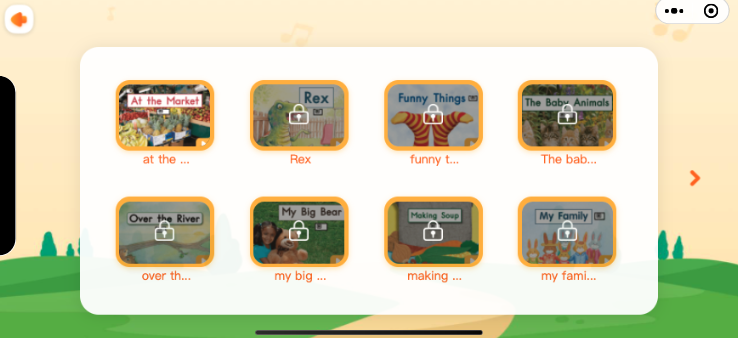 At the Market
at the ...
Rex
Rex
Funny Things
funny t...
The Baby Animals
The bab...
Over the River
over th...
My Big Bear
my big ...
Making Soup
making ...
My Family
my fami...